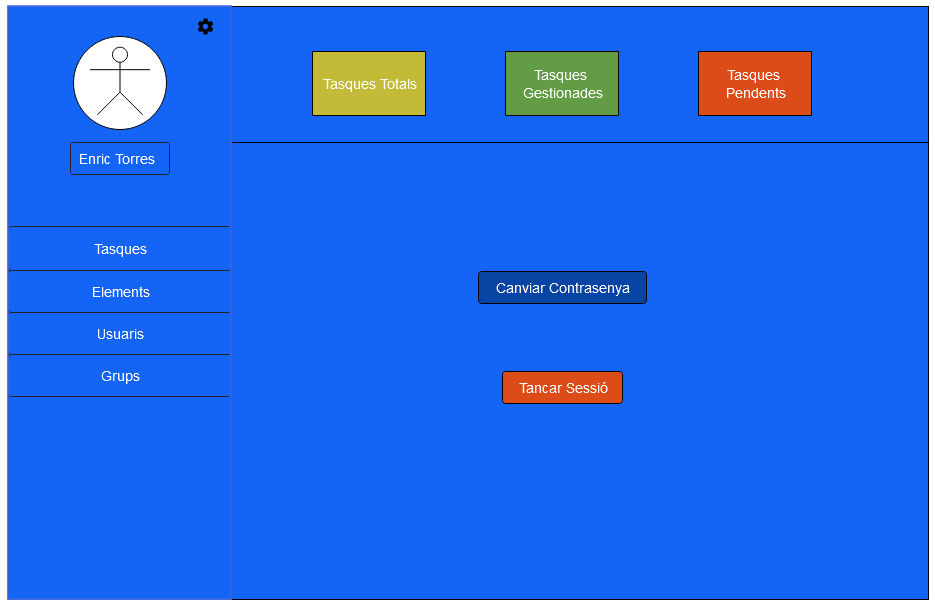 Enric Torres
Tasques
Elements
Usuaris
Grups
Tasques Totals
Tasques
Gestionades
Tasques
Pendents
Canviar Contrasenya
Tancar Sessió